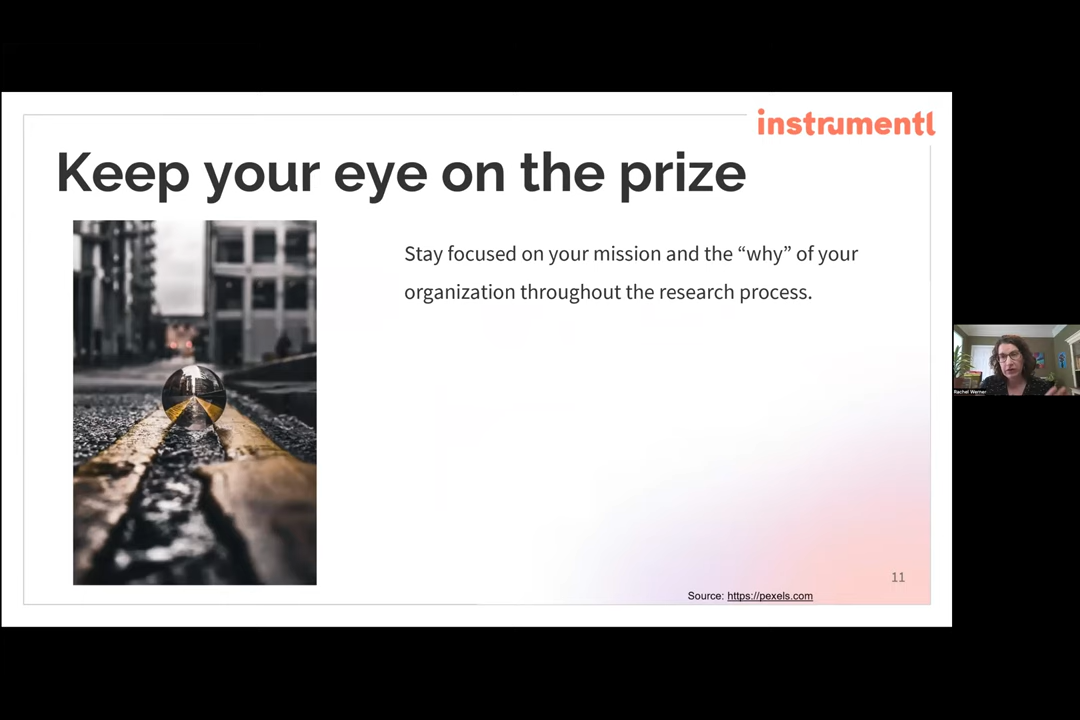 instrumentl
Keep your eye on the prize
Stay focused on your mission and the “why” of your
organization throughout the research process.
11
Source: https://pexels.com
Rachel Werner